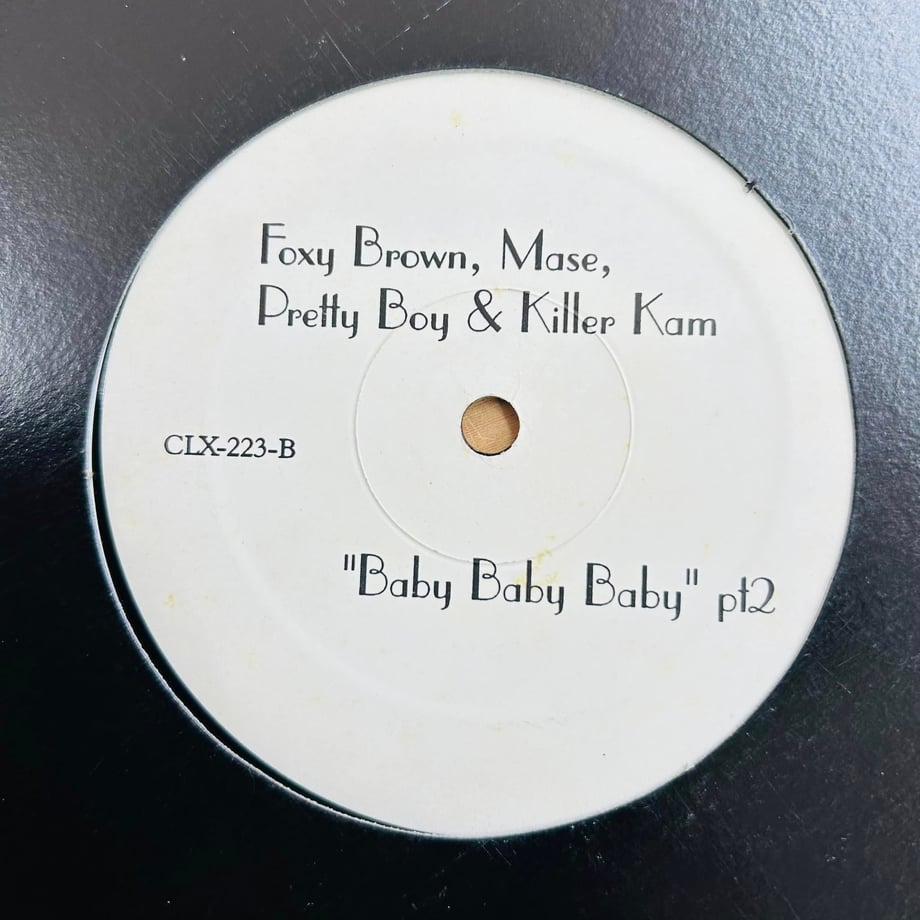 Foxy Brown, Mase,
Pretty Boy & Killer Kam
CLX-223-B
"Baby Baby Baby" pt2